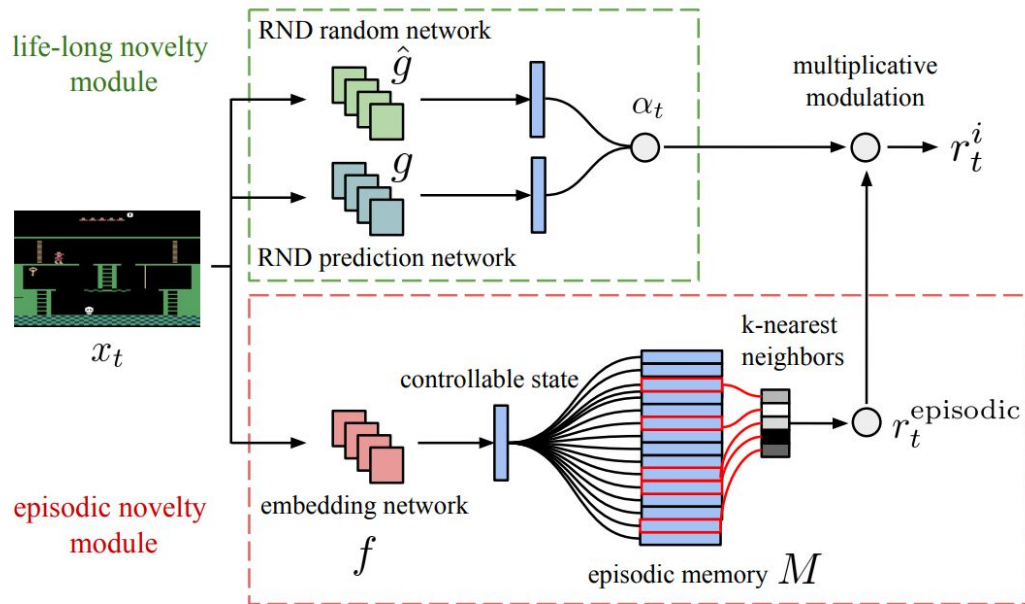 life-long novelty
module
RND random network
ĝ
g
RND prediction network
α_t
multiplicative
modulation
r_t^i
x_t
episodic novelty
module
embedding network
f
controllable state
k-nearest
neighbors
episodic memory M
r_t^episodic